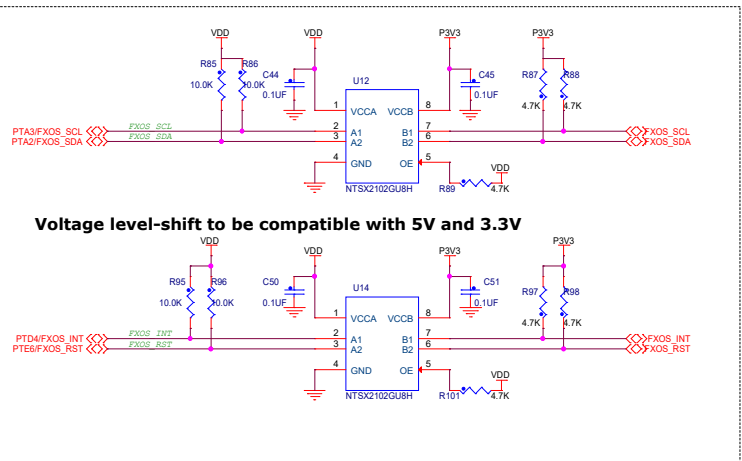 VDD VDD P3V3 P3V3
R85 R86 C44 U12 C45 R87 R88
10.0K 10.0K 0.1UF 0.1UF 4.7K 4.7K
1 VCCA VCCB 8
PTA3/FXOS_SCL FXOS_SCL 2 A1 B1 7 FXOS_SCL
PTA2/FXOS_SDA FXOS_SDA 3 A2 B2 6 FXOS_SDA
4 GND OE 5
VDD
NTSX2102GU8H R89 4.7K
Voltage level-shift to be compatible with 5V and 3.3V
VDD VDD P3V3 P3V3
R95 R96 C50 U14 C51 R97 R98
10.0K 10.0K 0.1UF 0.1UF
1 VCCA VCCB 8 4.7K 4.7K
PTD4/FXOS_INT FXOS_INT 2 A1 B1 7 FXOS_INT
PTE6/FXOS_RST FXOS_RST 3 A2 B2 6 FXOS_RST
4 GND OE 5
VDD
NTSX2102GU8H R101 4.7K